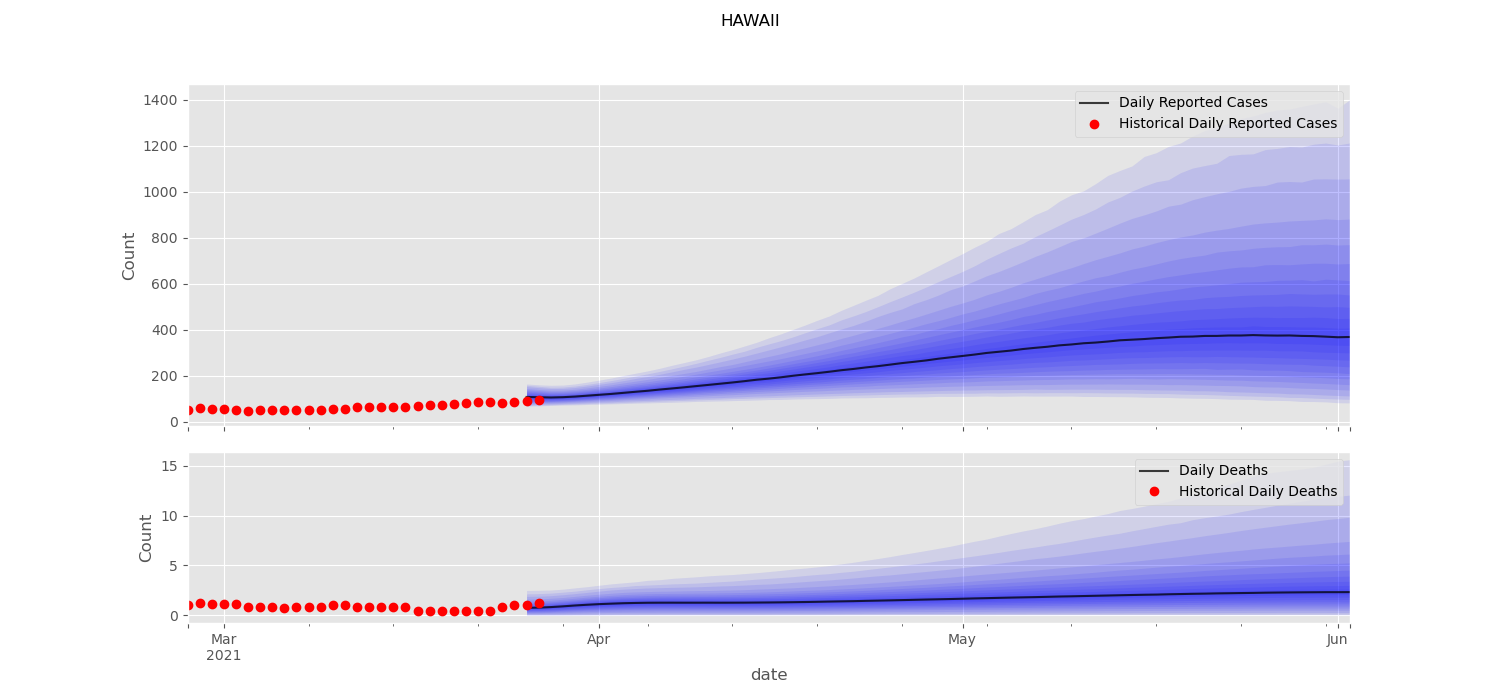 HAWAII
Daily Reported Cases
Historical Daily Reported Cases
1400
1200
1000
800
600
400
200
0
Count
Daily Deaths
Historical Daily Deaths
15
10
5
0
Count
Mar
2021
Apr
May
Jun
date